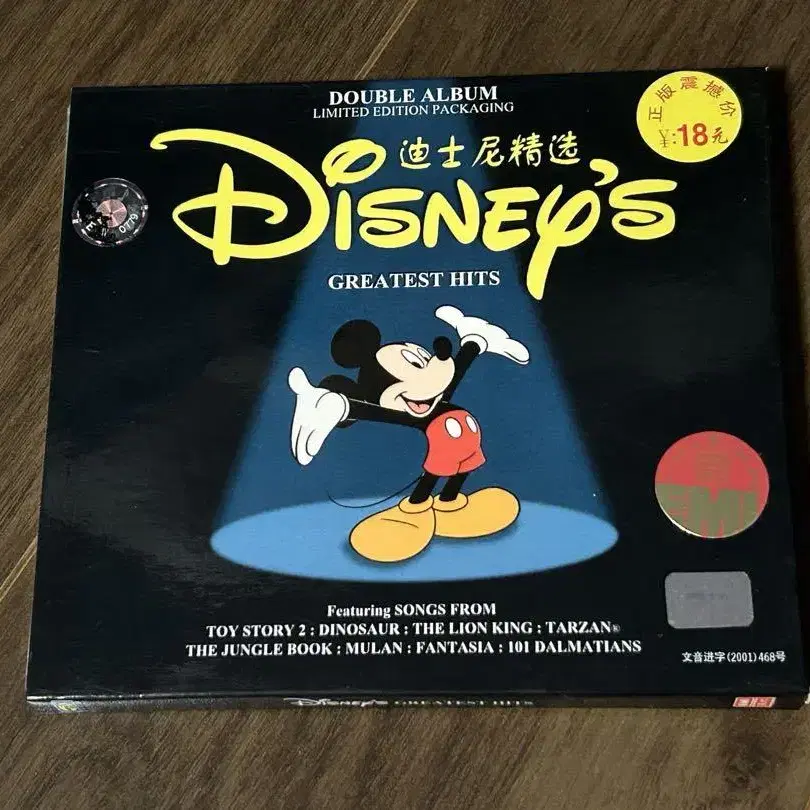 DOUBLE ALBUM
LIMITED EDITION PACKAGING
正版震撼价
¥:18元
迪士尼精选
DISNEY'S
GREATEST HITS
0779
Featuring SONGS FROM
TOY STORY 2 : DINOSAUR : THE LION KING : TARZAN®
THE JUNGLE BOOK : MULAN : FANTASIA : 101 DALMATIANS
文音进字(2001)468号
DISNEY'S GREATEST HITS